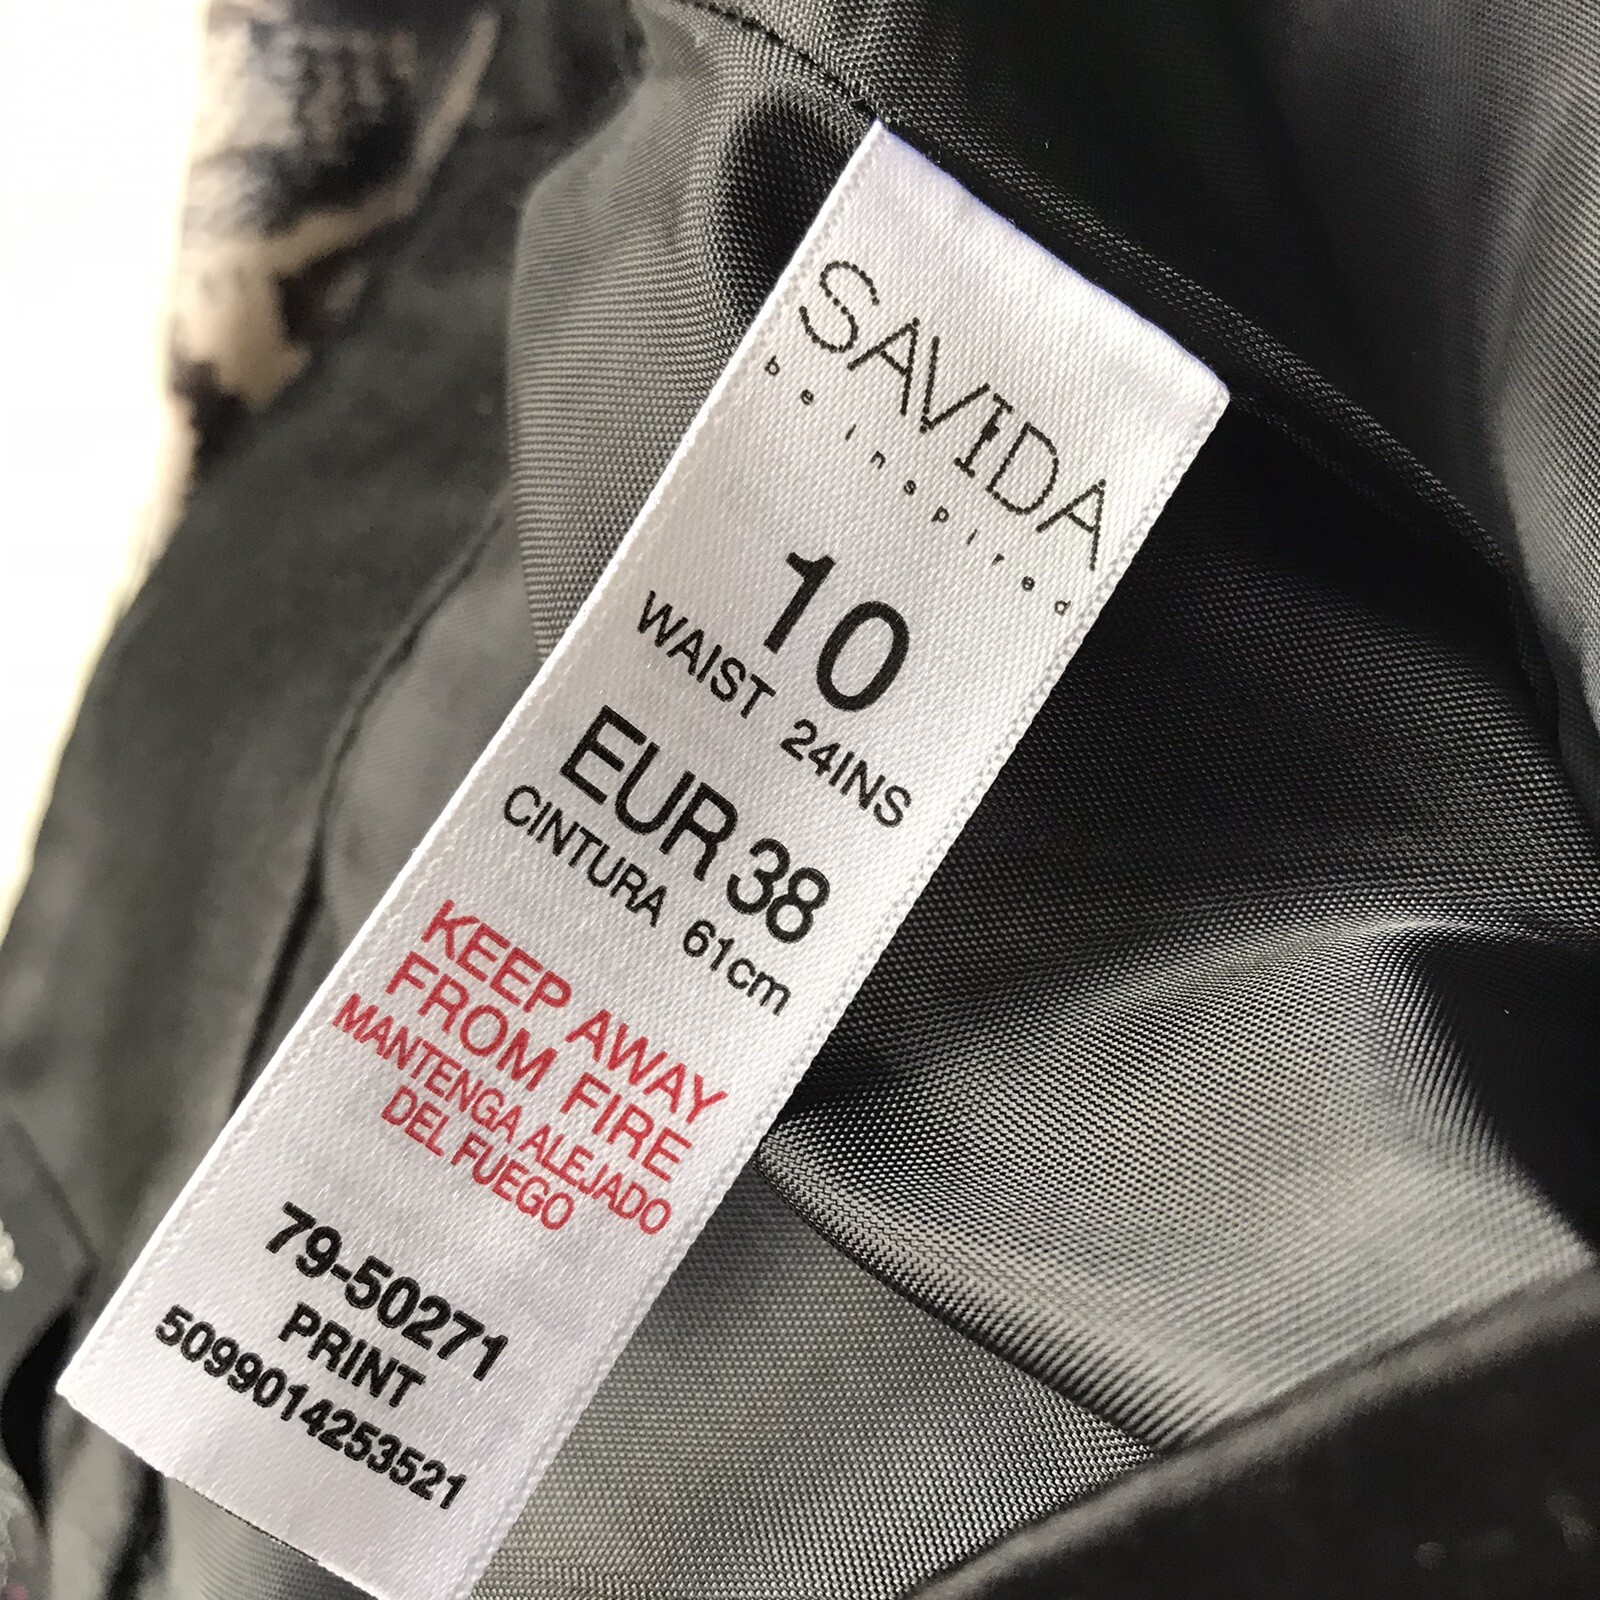 SAVIDA
be inspired
10
WAIST 24INS
EUR 38
CINTURA 61cm
KEEP AWAY
FROM FIRE
MANTENGA ALEJADO
DEL FUEGO
79-50271
PRINT
5099014253521